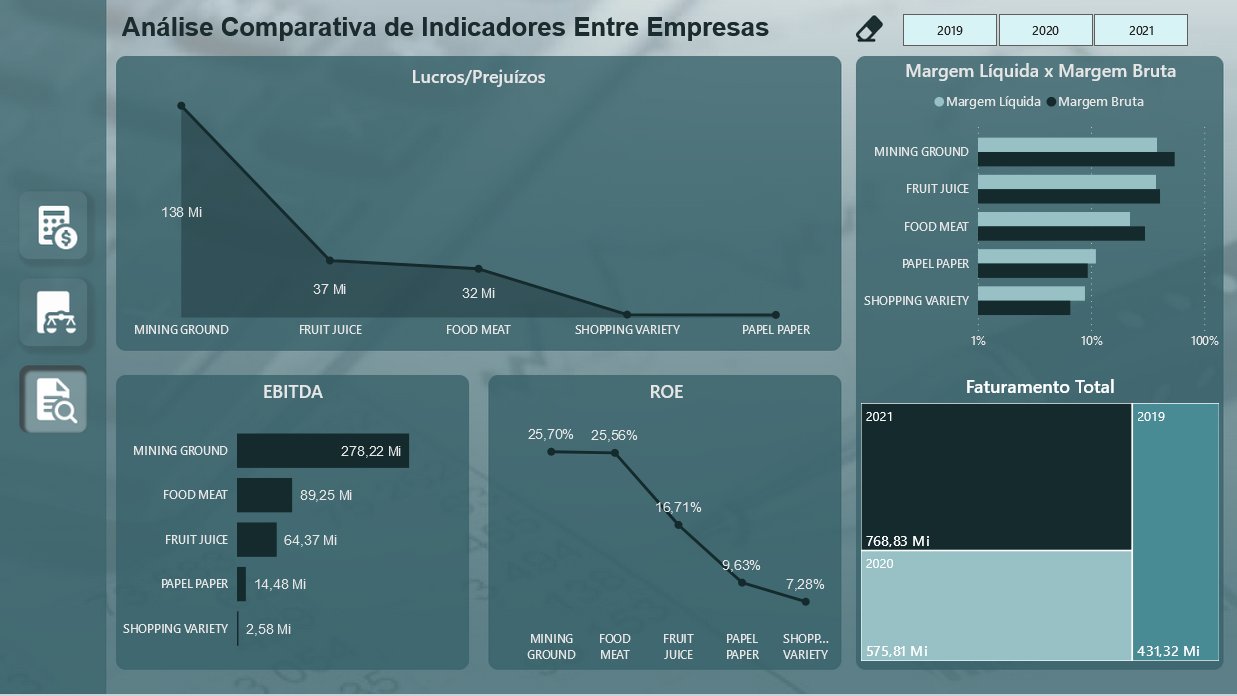 Análise Comparativa de Indicadores Entre Empresas
2019
2020
2021
Lucros/Prejuízos
138 Mi
37 Mi
32 Mi
MINING GROUND
FRUIT JUICE
FOOD MEAT
SHOPPING VARIETY
PAPEL PAPER
Margem Líquida x Margem Bruta
Margem Líquida
Margem Bruta
MINING GROUND
FRUIT JUICE
FOOD MEAT
PAPEL PAPER
SHOPPING VARIETY
1%
10%
100%
EBITDA
MINING GROUND
278,22 Mi
FOOD MEAT
89,25 Mi
FRUIT JUICE
64,37 Mi
PAPEL PAPER
14,48 Mi
SHOPPING VARIETY
2,58 Mi
ROE
25,70%
25,56%
16,71%
9,63%
7,28%
MINING
GROUND
FOOD
MEAT
FRUIT
JUICE
PAPEL
PAPER
SHOPP...
VARIETY
Faturamento Total
2021
768,83 Mi
2020
575,81 Mi
2019
431,32 Mi